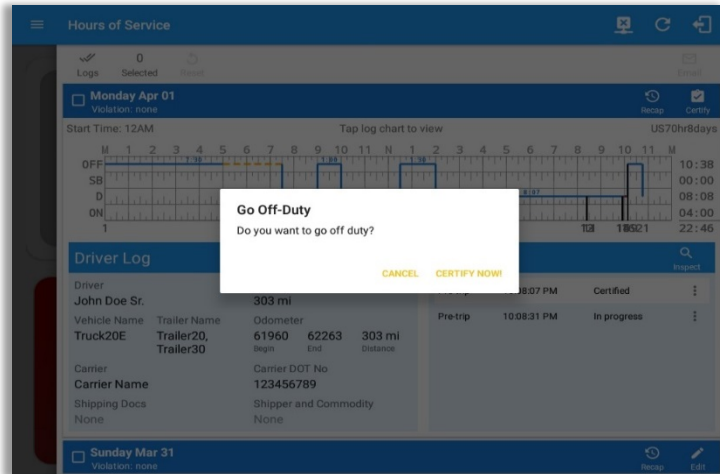 Hours of Service
0
Logs Selected Reset
Email
Monday Apr 01
Violation: none
Recap Certify
Start Time: 12AM Tap log chart to view US70hr8days
M 1 2 3 4 5 6 7 8 9 10 11 N 1 2 3 4 5 6 7 8 9 10 11 M
OFF 10:38
SB 00:00
D 08:08
ON 04:00
1 22:46
Go Off-Duty
Do you want to go off duty?
CANCEL CERTIFY NOW!
Driver Log
Inspect
Driver
John Doe Sr. 303 mi
Certified
Vehicle Name Trailer Name Odometer
Truck20E Trailer20, 61960 62263 303 mi
Trailer30 Begin End Distance
Pre-trip 10:08:31 PM In progress
Carrier Carrier DOT No
Carrier Name 123456789
Shipping Docs Shipper and Commodity
None None
Sunday Mar 31
Violation: none
Recap Edit